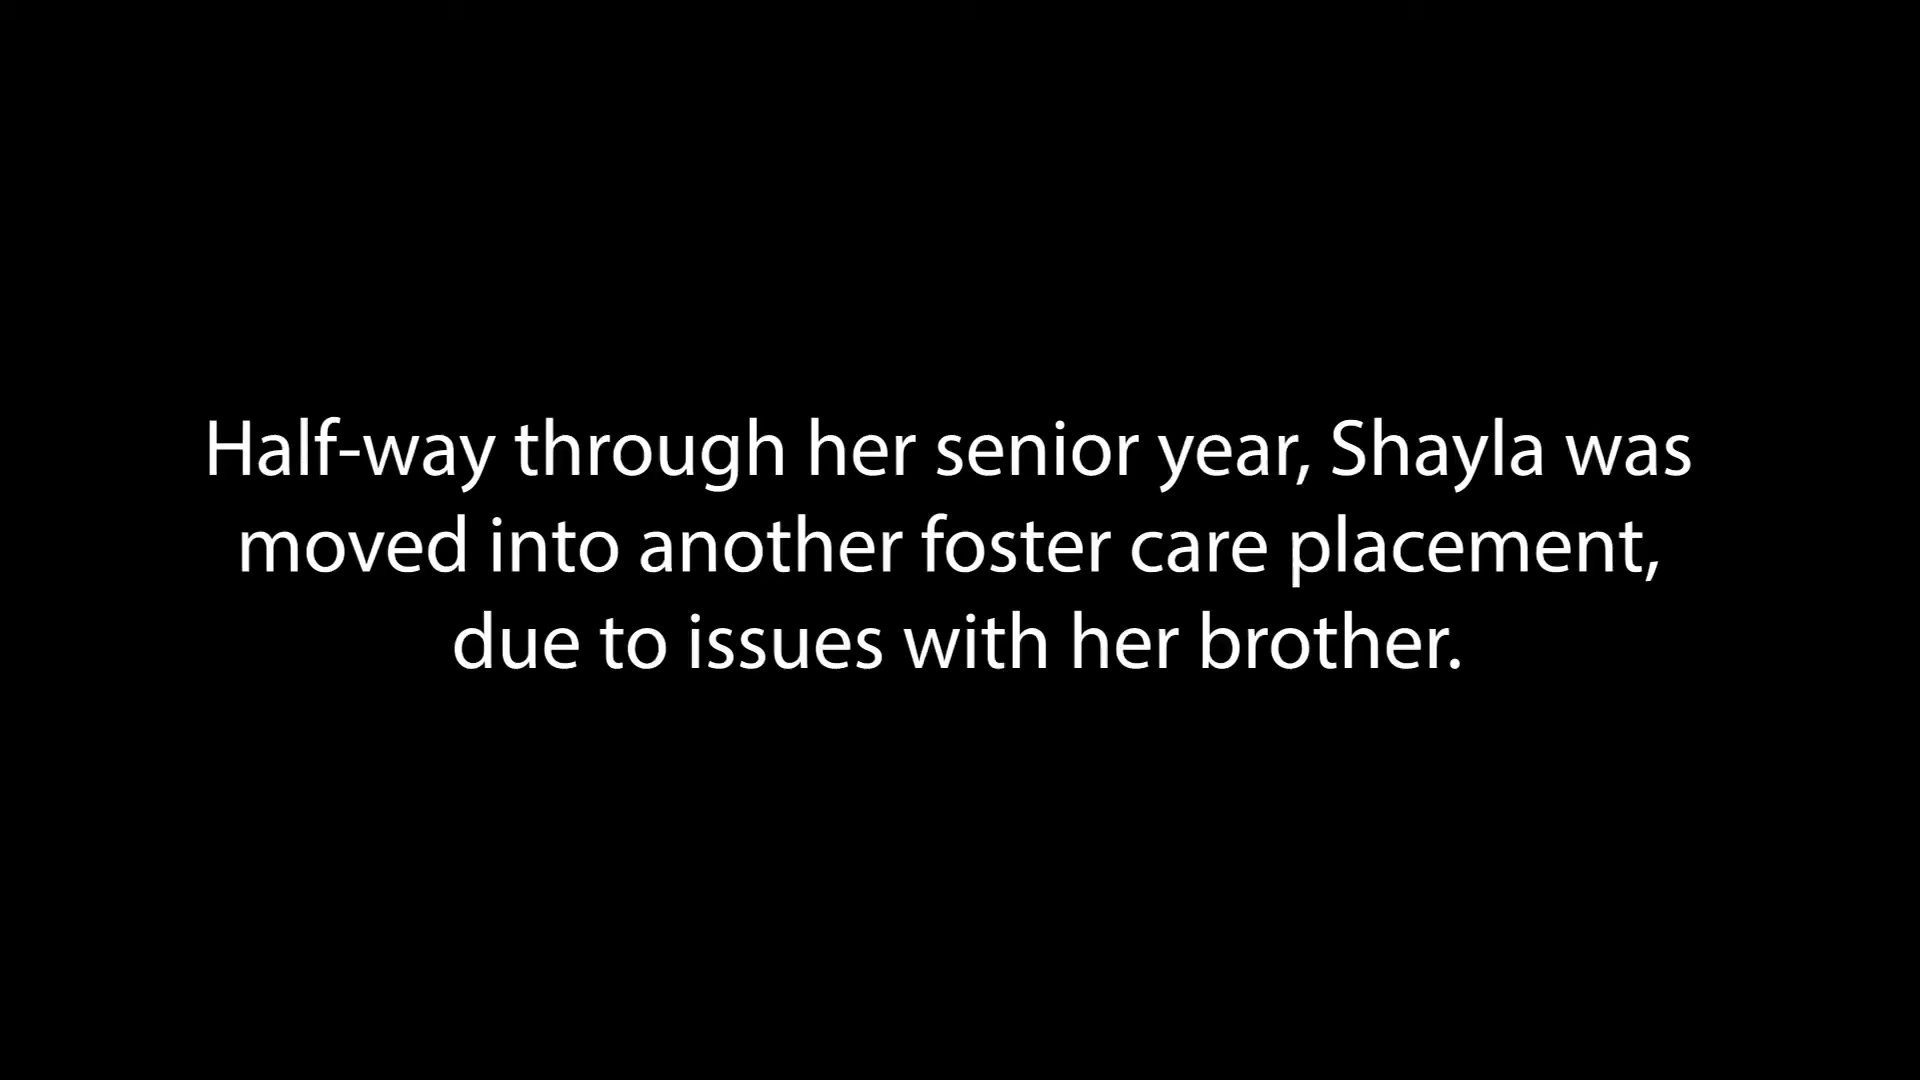 Half-way through her senior year, Shayla was
moved into another foster care placement,
due to issues with her brother.